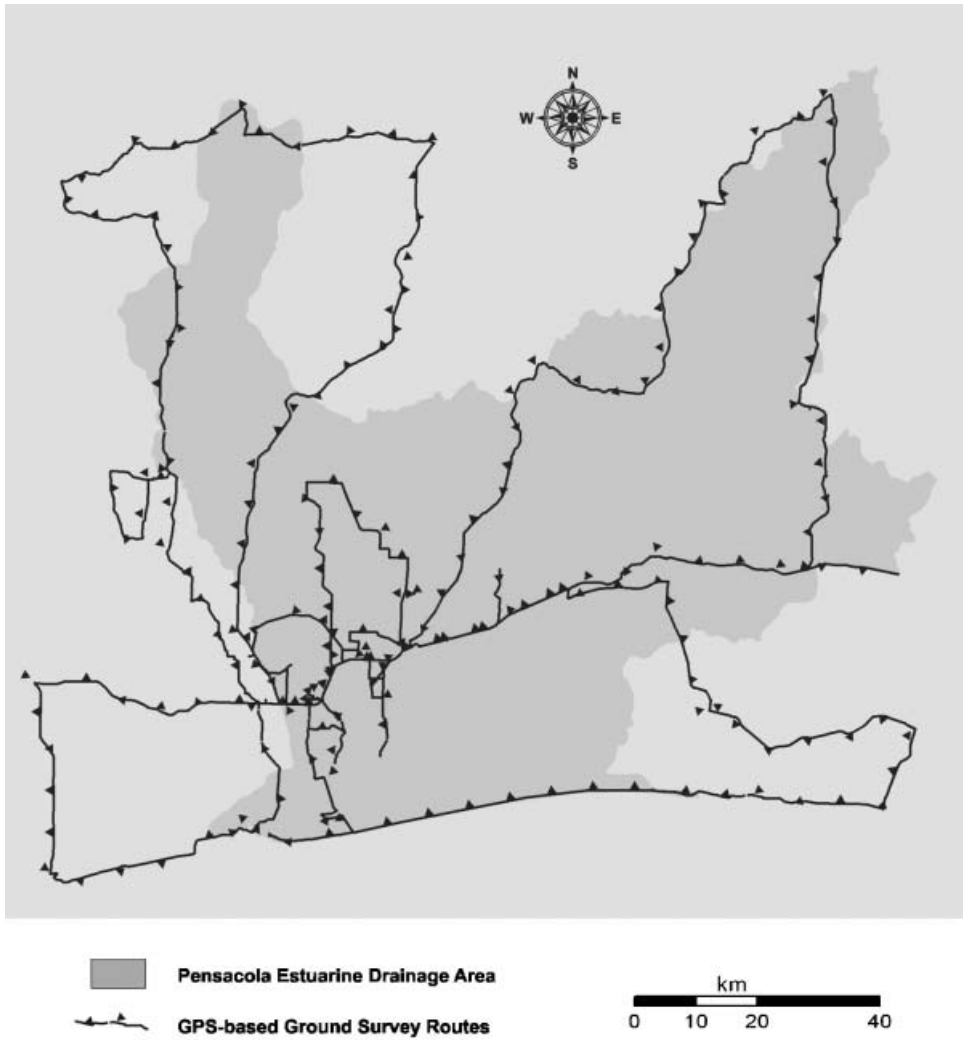 N
W E
S
Pensacola Estuarine Drainage Area
GPS-based Ground Survey Routes
km
0 10 20 40